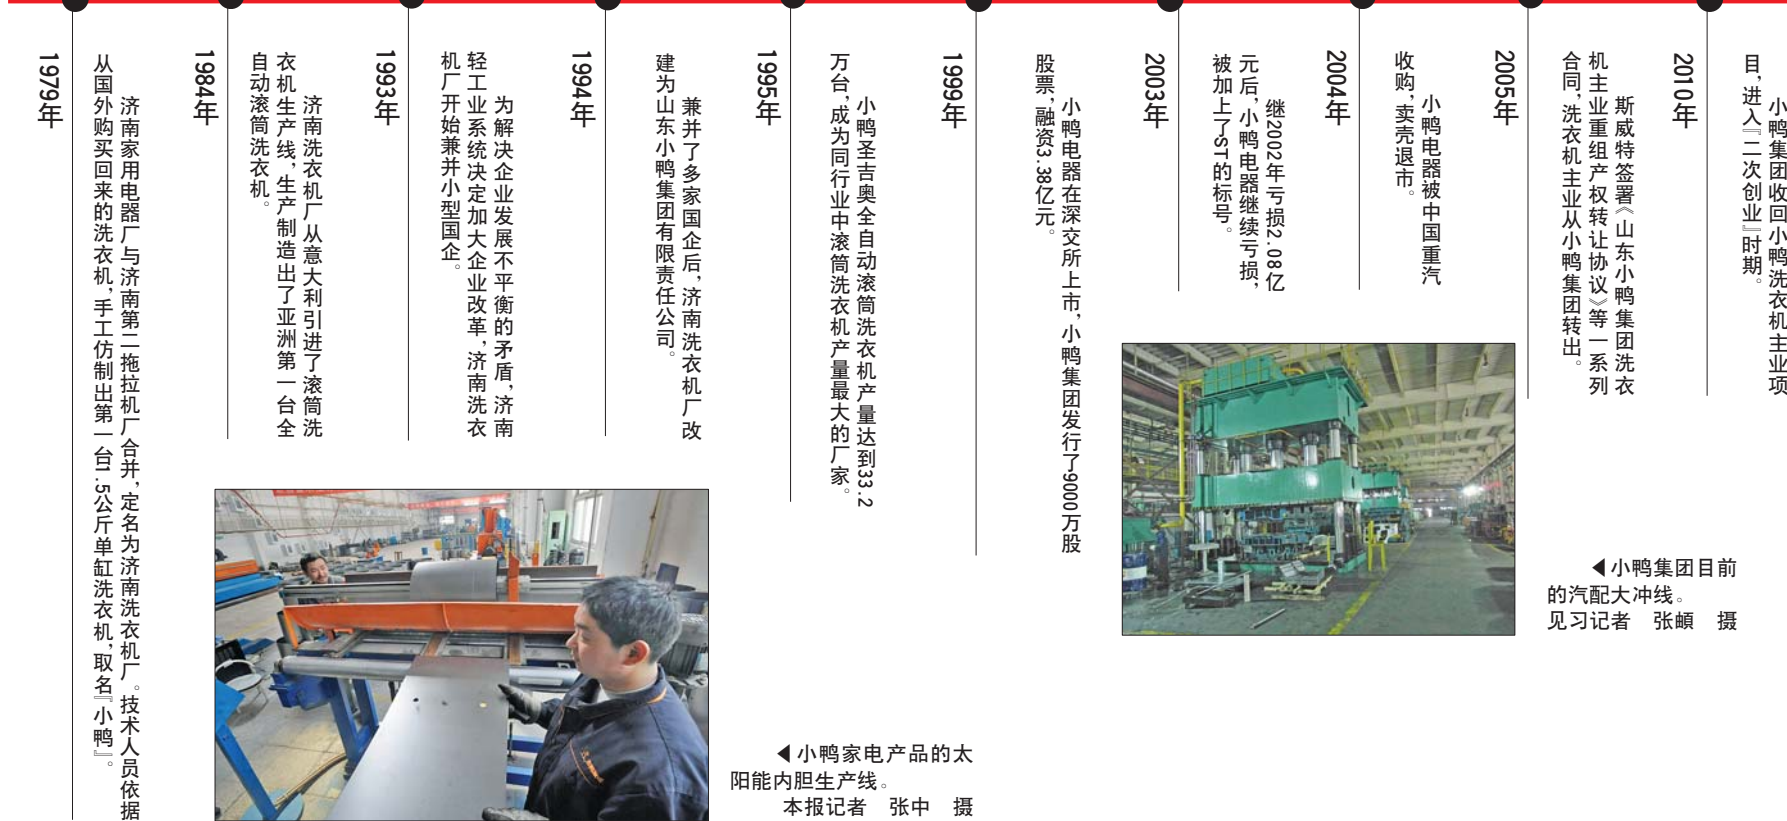 1979年
济南家用电器厂与济南第二拖拉机厂合并，定名为济南洗衣机厂。技术人员依据
从国外购买回来的洗衣机，手工仿制出第一台1.5公斤单缸洗衣机，取名『小鸭』。
1984年
济南洗衣机厂从意大利引进了滚筒洗
衣机生产线，生产制造出了亚洲第一台全
自动滚筒洗衣机。
1993年
为解决企业发展不平衡的矛盾，济南
轻工业系统决定加大企业改革，济南洗衣
机厂开始兼并小型国企。
1994年
兼并了多家国企后，济南洗衣机厂改
建为山东小鸭集团有限责任公司。
1995年
小鸭圣吉奥全自动滚筒洗衣机产量达到33.2
万台，成为同行业中滚筒洗衣机产量最大的厂家。
1999年
小鸭电器在深交所上市，小鸭集团发行了9000万股
股票，融资3.38亿元。
2003年
继2002年亏损2.08亿
元后，小鸭电器继续亏损，
被加上了ST的标号。
2004年
小鸭电器被中国重汽
收购，卖壳退市。
2005年
斯威特签署《山东小鸭集团洗衣
机主业重组产权转让协议》等一系列
合同，洗衣机主业从小鸭集团转出。
2010年
小鸭集团收回小鸭洗衣机主业项
目，进入『二次创业』时期。
◀小鸭家电产品的太
阳能内胆生产线。
本报记者 张中 摄
◀小鸭集团目前
的汽配大冲线。
见习记者 张頔 摄